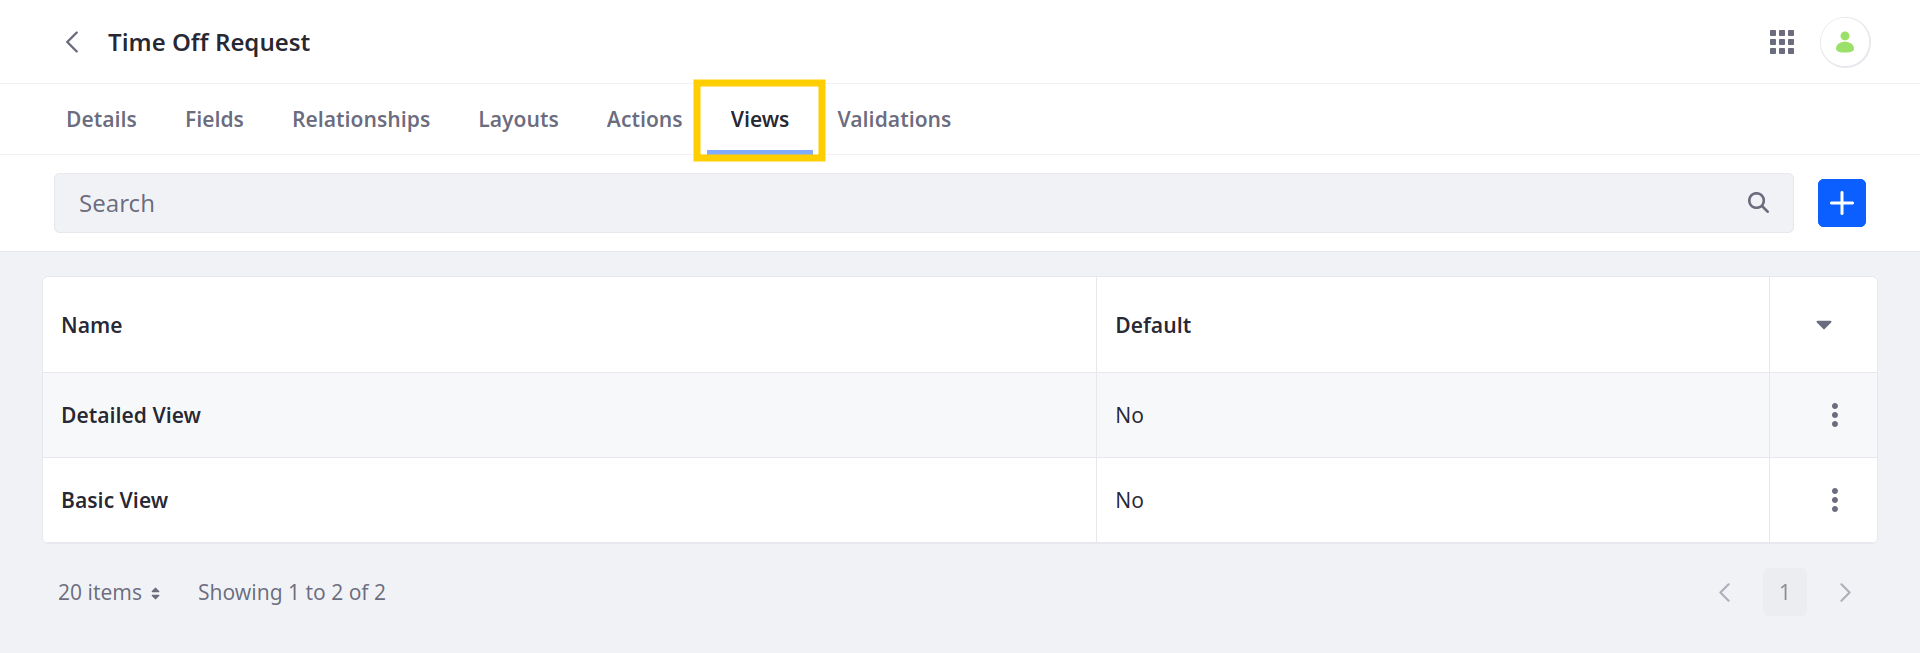 Time Off Request
Details Fields Relationships Layouts Actions Views Validations
Search
Name Default
Detailed View No
Basic View No
20 items Showing 1 to 2 of 2 1